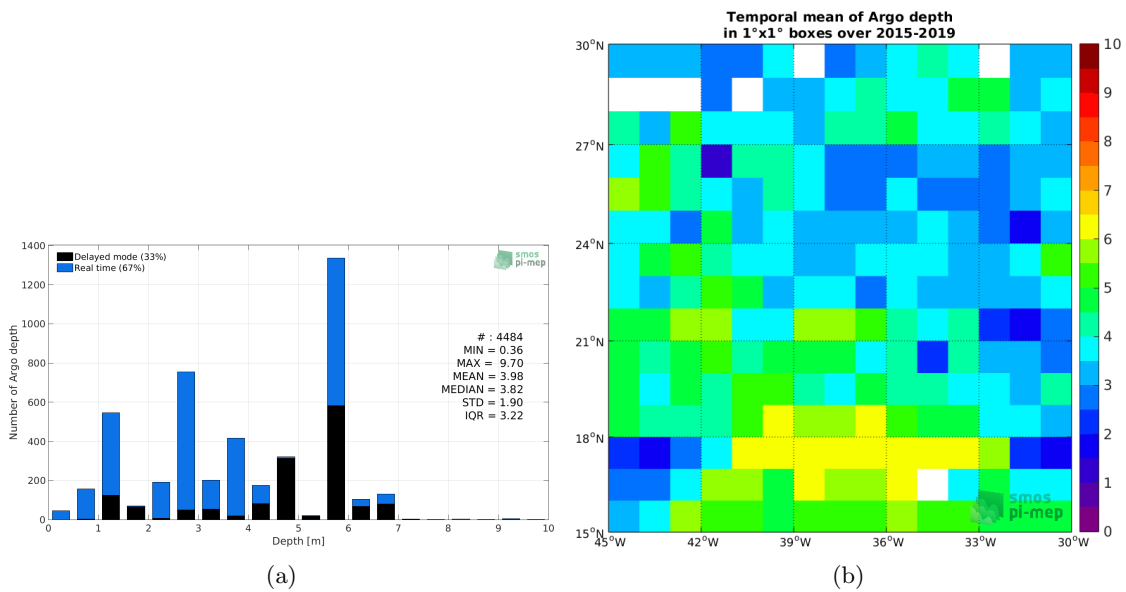 1400
1200
1000
800
600
400
200
0
Number of Argo depth
Delayed mode (33%)
Real time (67%)
smos
pi-mep
# : 4484
MIN = 0.36
MAX = 9.70
MEAN = 3.98
MEDIAN = 3.82
STD = 1.90
IQR = 3.22
0 1 2 3 4 5 6 7 8 9 10
Depth [m]
(a)
Temporal mean of Argo depth
in 1°x1° boxes over 2015-2019
30°N
27°N
24°N
21°N
18°N
15°N
45°W 42°W 39°W 36°W 33°W 30°W
smos
pi-mep
10
9
8
7
6
5
4
3
2
1
0
(b)